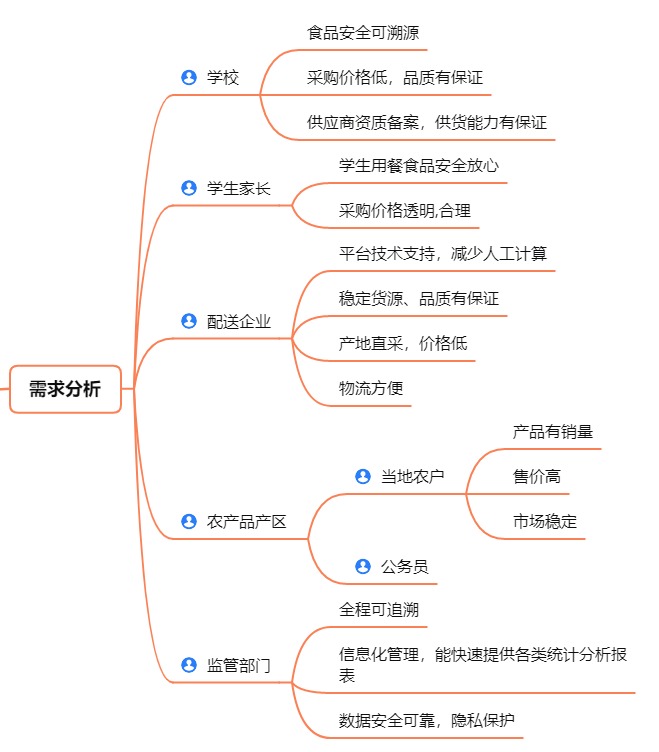 食品安全可溯源
学校
采购价格低，品质有保证
供应商资质备案，供货能力有保证
学生用餐食品安全放心
学生家长
采购价格透明,合理
平台技术支持，减少人工计算
稳定货源、品质有保证
配送企业
产地直采，价格低
物流方便
需求分析
产品有销量
当地农户
售价高
市场稳定
农产品产区
公务员
全程可追溯
信息化管理，能快速提供各类统计分析报
表
监管部门
数据安全可靠，隐私保护